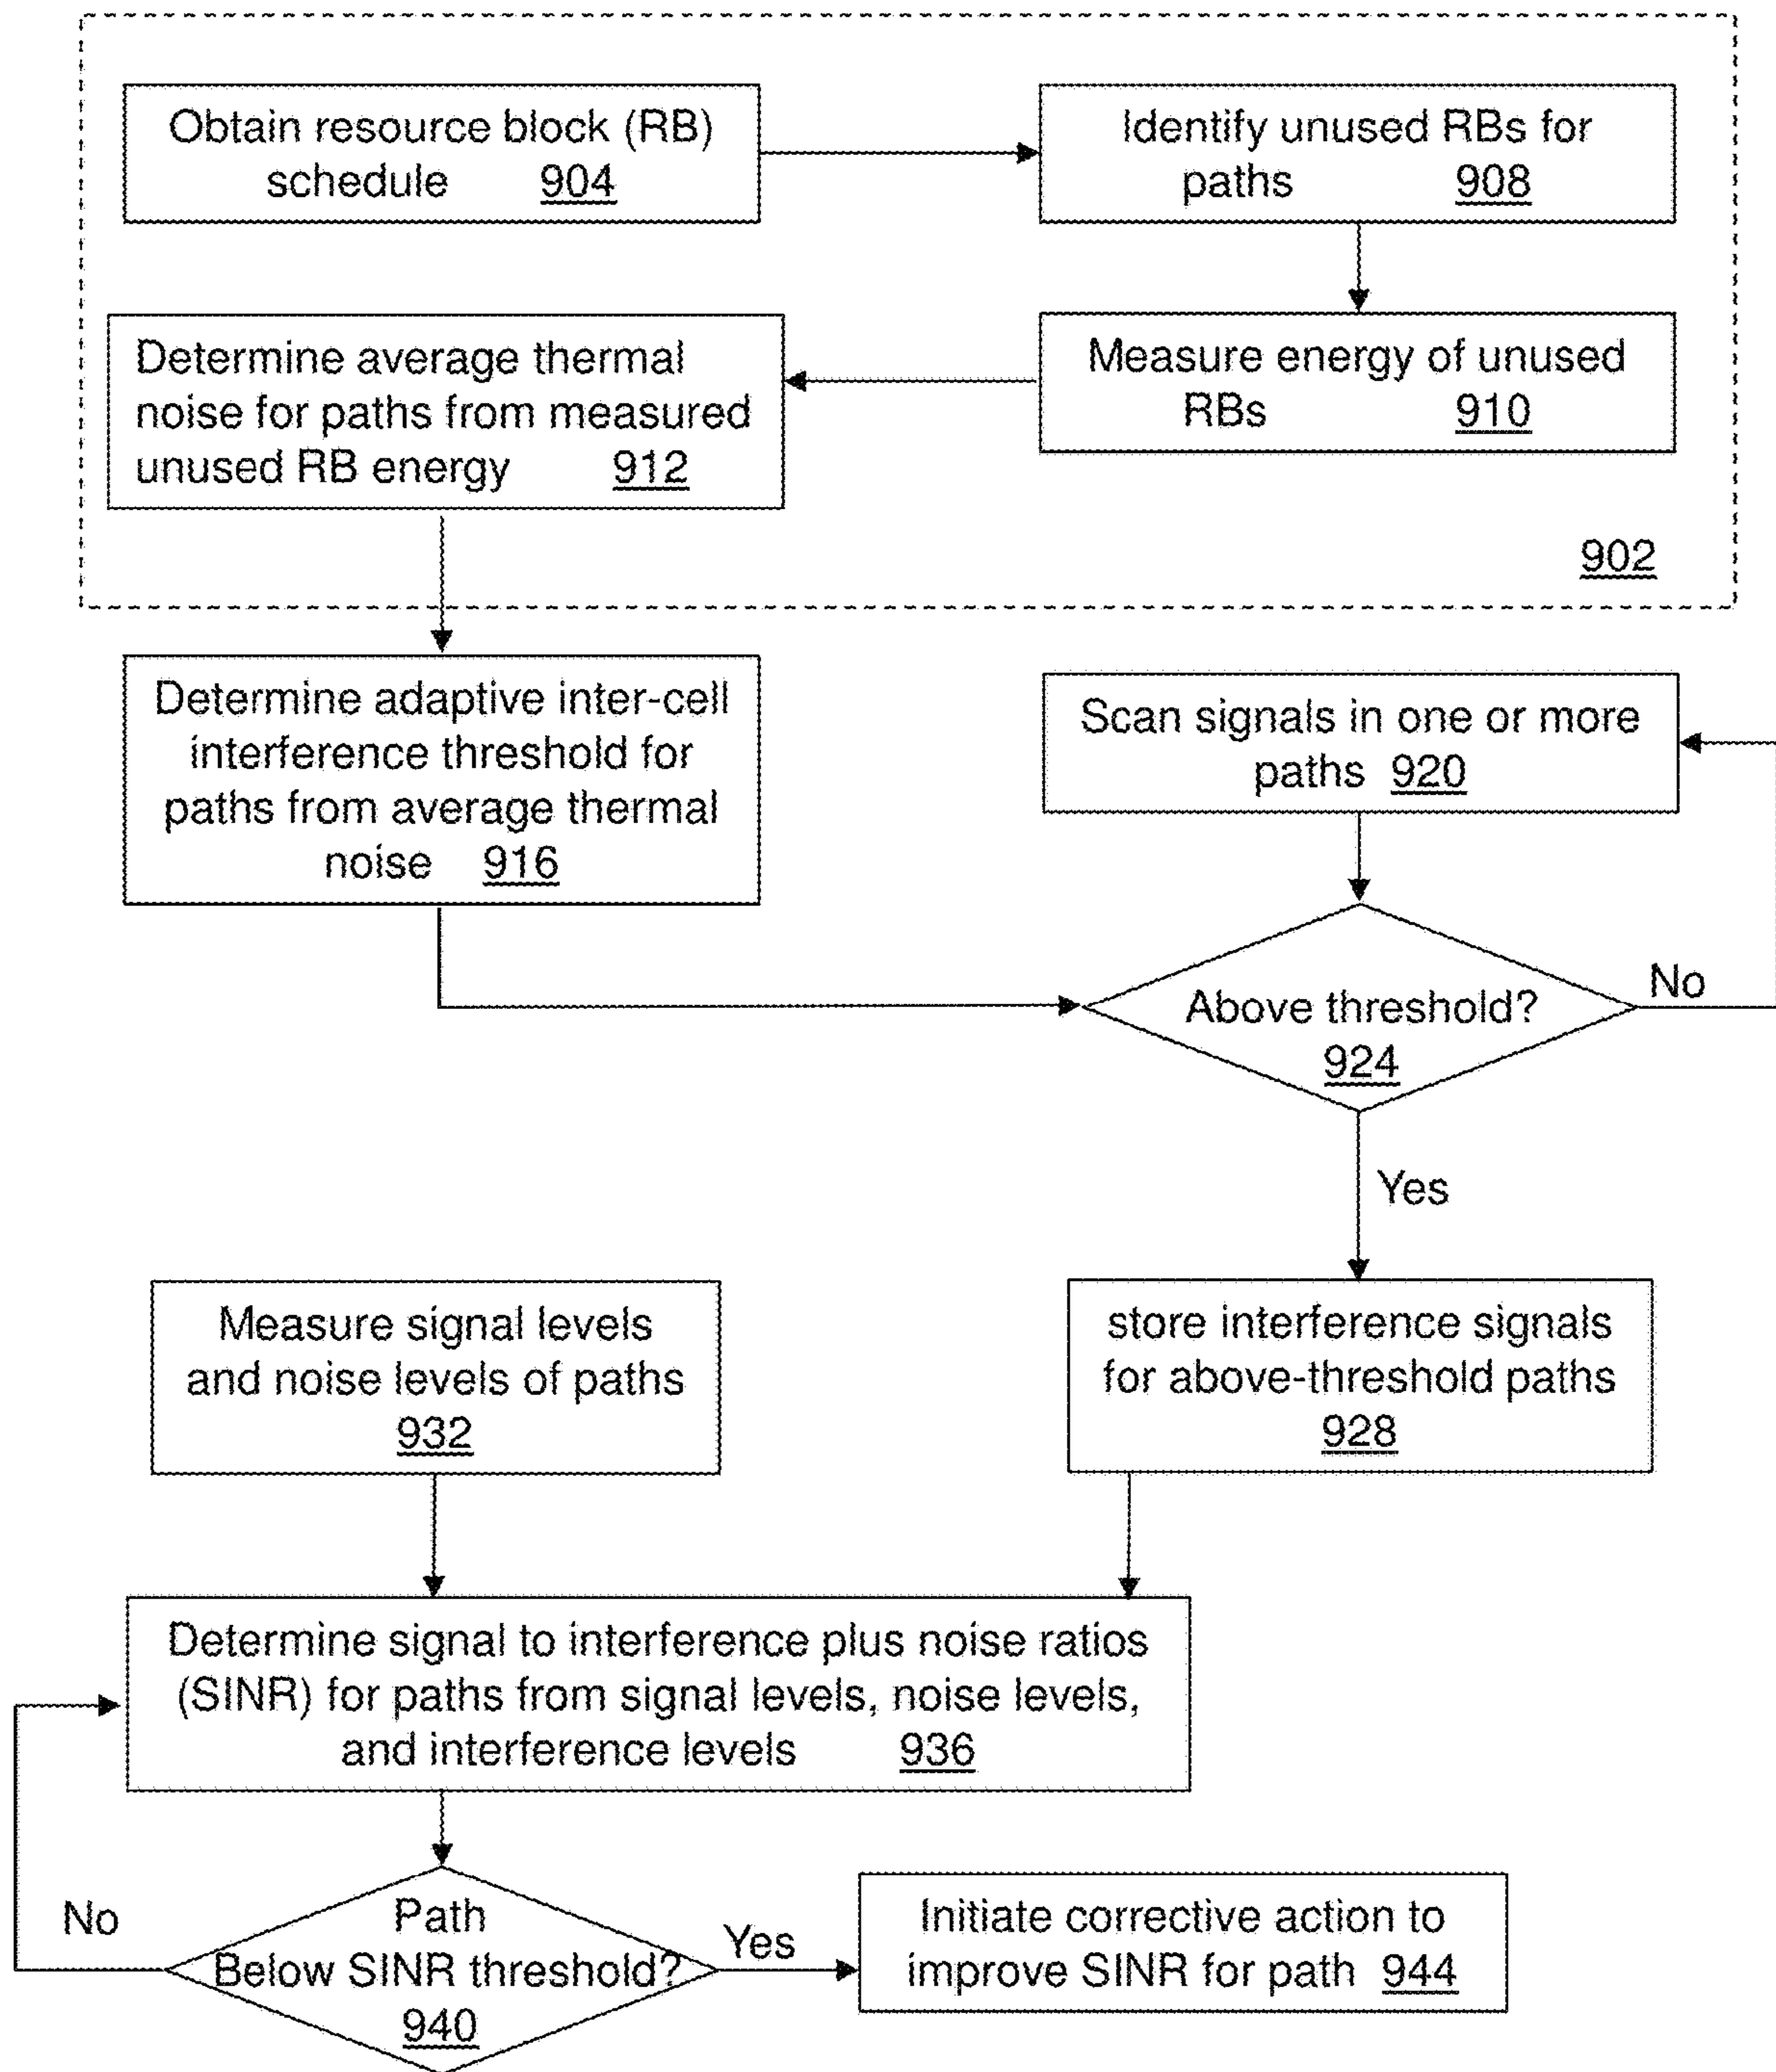 Obtain resource block (RB)
schedule 904
Identify unused RBs for
paths 908
Determine average thermal
noise for paths from measured
unused RB energy 912
Measure energy of unused
RBs 910
902
Determine adaptive inter-cell
interference threshold for
paths from average thermal
noise 916
Scan signals in one or more
paths 920
Above threshold?
924
No
Yes
Measure signal levels
and noise levels of paths
932
store interference signals
for above-threshold paths
928
Determine signal to interference plus noise ratios
(SINR) for paths from signal levels, noise levels,
and interference levels 936
No
Path
Below SINR threshold?
940
Yes
Initiate corrective action to
improve SINR for path 944